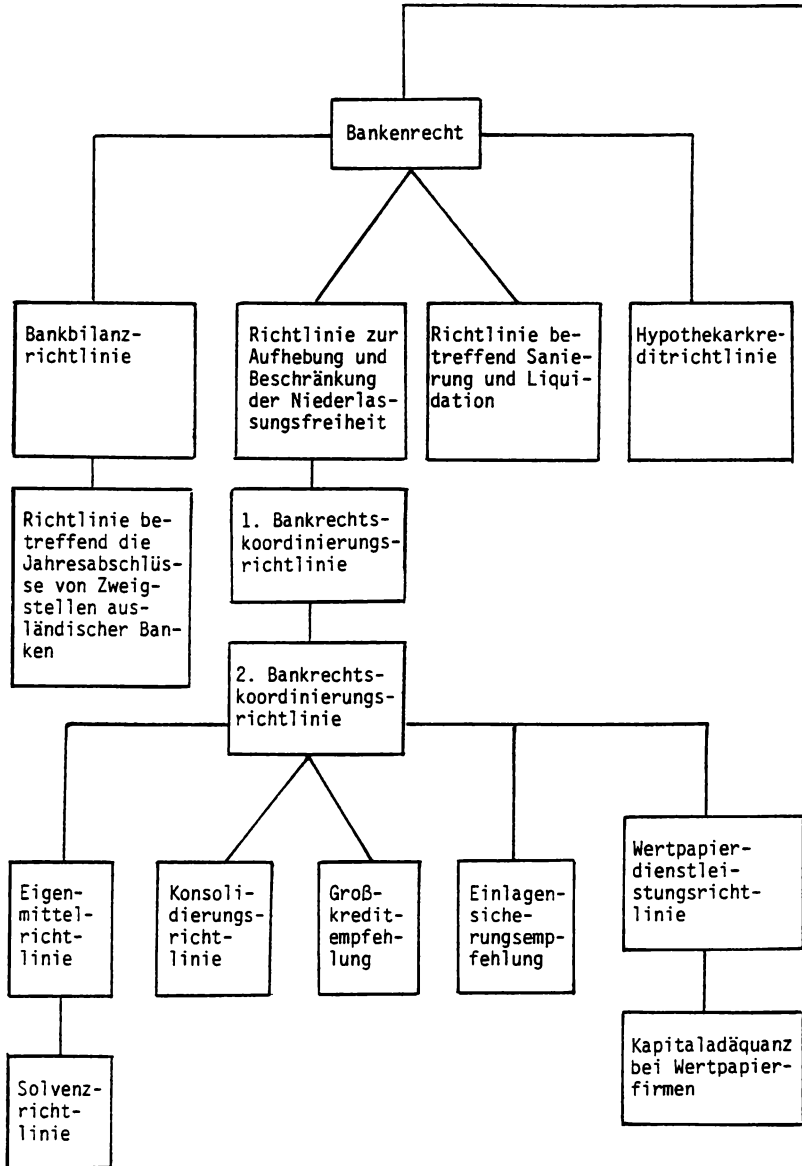 Bankenrecht
Bankbilanz-
richtlinie
Richtlinie zur
Aufhebung und
Beschränkung
der Niederlas-
sungsfreiheit
Richtlinie be-
treffend Sanie-
rung und Liqui-
dation
Hypothekarkre-
ditrichtlinie
Richtlinie be-
treffend die
Jahresabschlüs-
se von Zweig-
stellen aus-
ländischer Ban-
ken
1. Bankrechts-
koordinierungs-
richtlinie
2. Bankrechts-
koordinierungs-
richtlinie
Eigen-
mittel-
richt-
linie
Konsoli-
dierungs-
richt-
linie
Groß-
kredit-
empfeh-
lung
Einlagen-
siche-
rungsemp-
fehlung
Wertpapier-
dienstlei-
stungsricht-
linie
Solvenz-
richt-
linie
Kapitaladäquanz
bei Wertpapier-
firmen